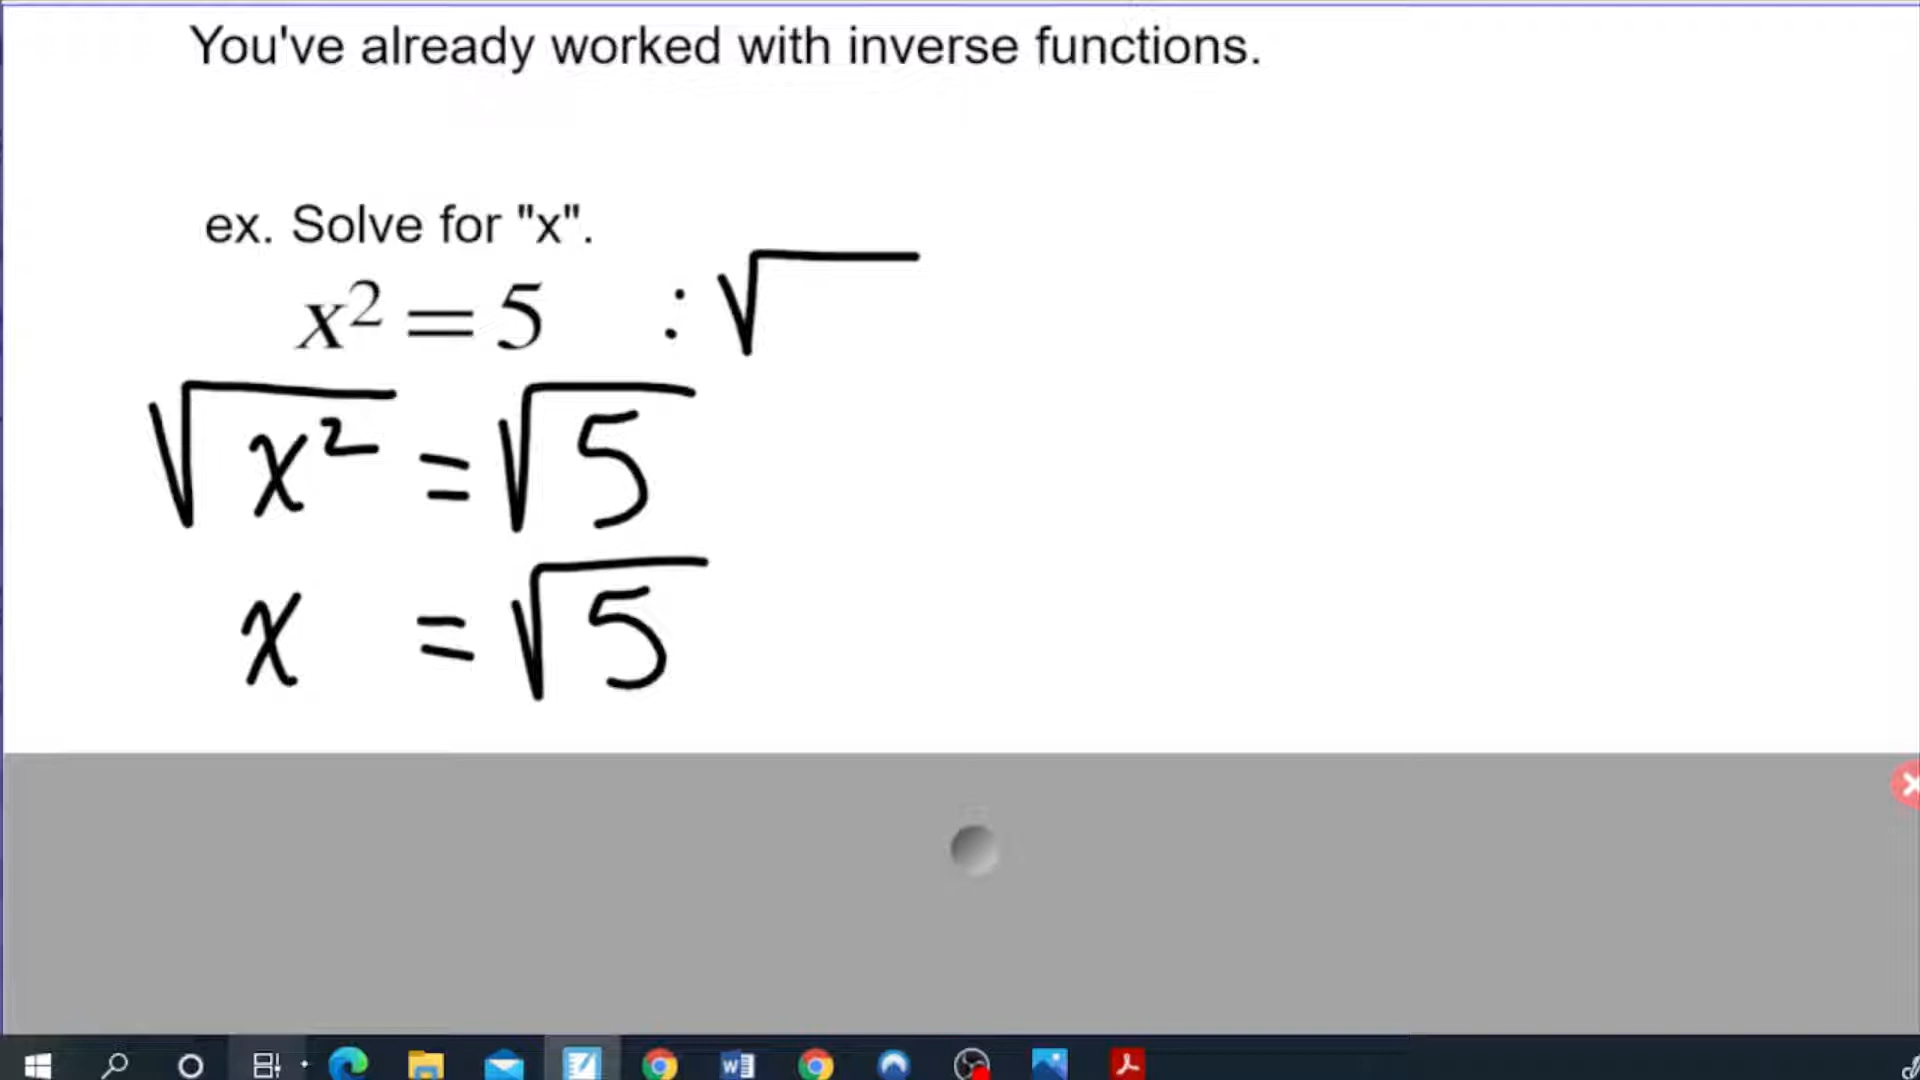 You've already worked with inverse functions.
ex. Solve for "x".
x² = 5 : √
√x² = √5
x = √5